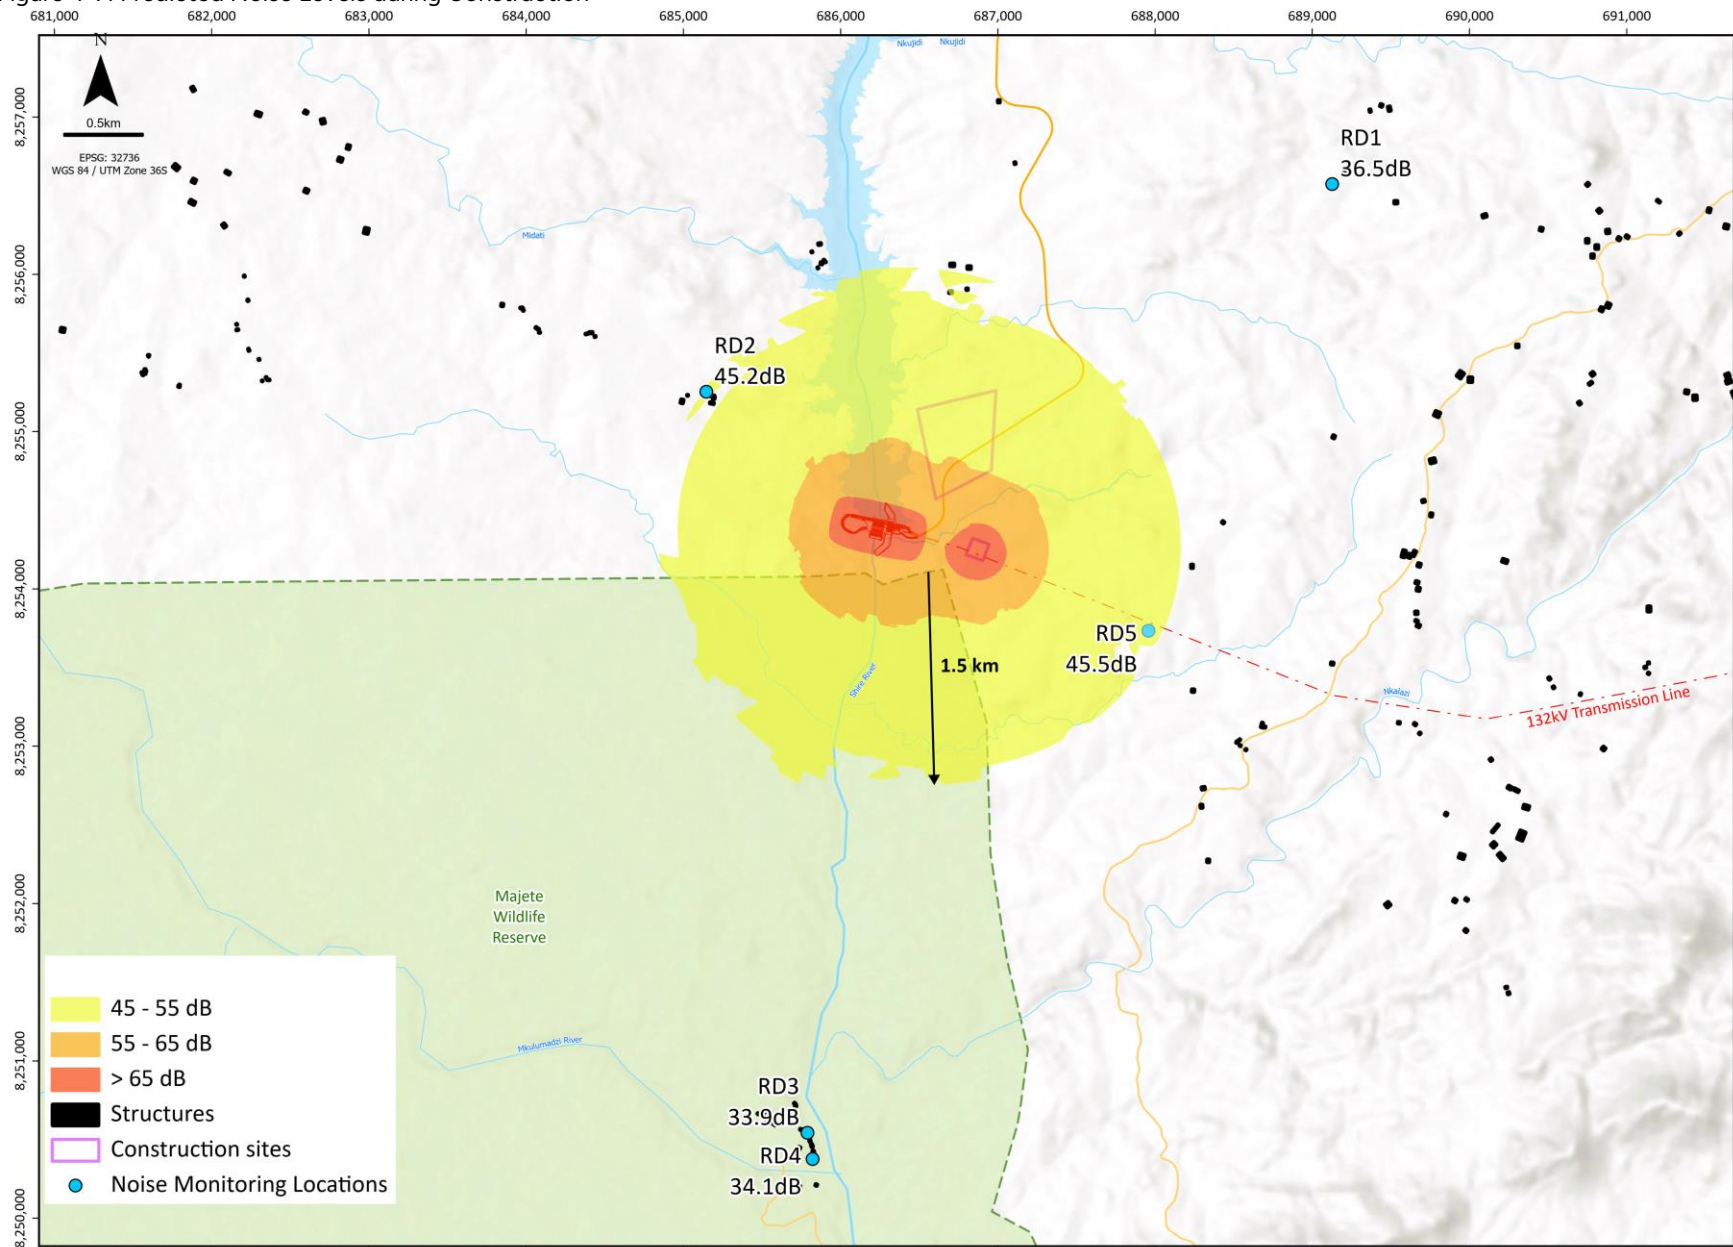 681,000 682,000 683,000 684,000 685,000 686,000 687,000 688,000 689,000 690,000 691,000
N
0.5km
EPSG: 32736
WGS 84 / UTM Zone 36S
8,257,000
8,256,000
8,255,000
8,254,000
8,253,000
8,252,000
8,251,000
8,250,000
Nkujidi Nkujidi
RD1
36.5dB
Midati
RD2
45.2dB
RD5
45.5dB
1.5 km
Shire River
Nkalazi
132kV Transmission Line
Majete
Wildlife
Reserve
Mkulumadzi River
RD3
33.9dB
RD4
34.1dB
45 - 55 dB
55 - 65 dB
> 65 dB
Structures
Construction sites
Noise Monitoring Locations